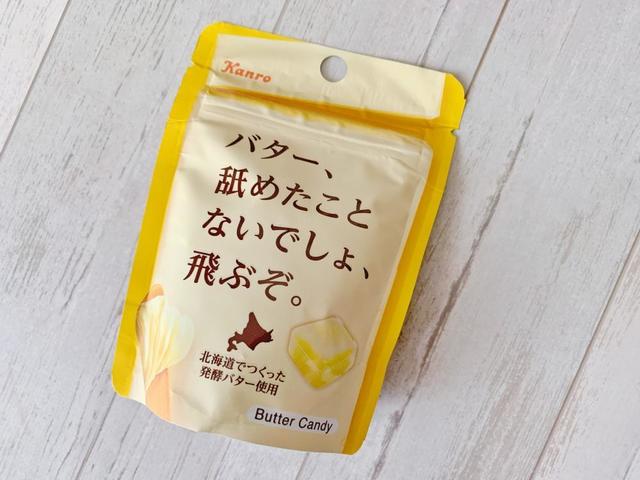 Kanro
バター、
舐めたこと
ないでしょ、
飛ぶぞ。
北海道でつくった
発酵バター使用
Butter Candy